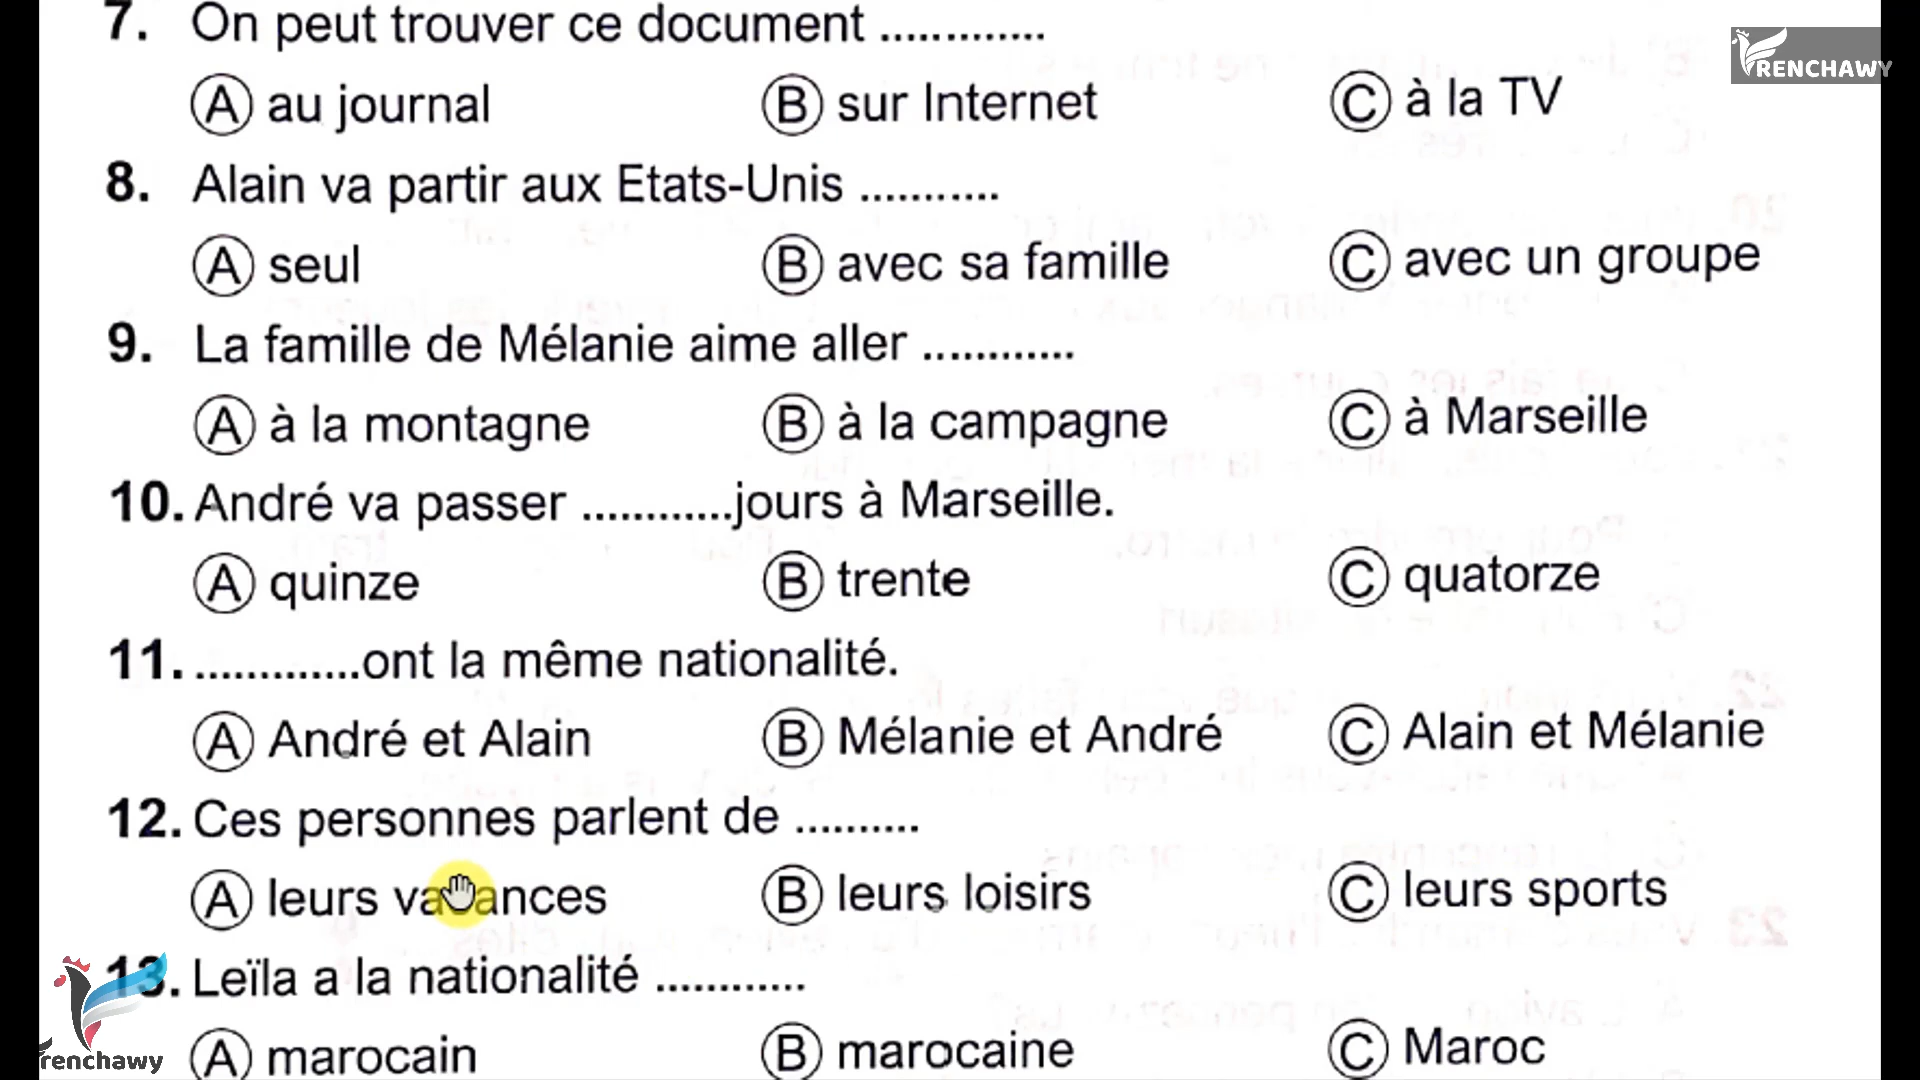 RENCHAWY
7. On peut trouver ce document .............
A au journal B sur Internet C à la TV
8. Alain va partir aux Etats-Unis ...........
A seul B avec sa famille C avec un groupe
9. La famille de Mélanie aime aller ............
A à la montagne B à la campagne C à Marseille
10. André va passer ............jours à Marseille.
A quinze B trente C quatorze
11. .............ont la même nationalité.
A André et Alain B Mélanie et André C Alain et Mélanie
12. Ces personnes parlent de ..........
A leurs vacances B leurs loisirs C leurs sports
13. Leïla a la nationalité ............
A marocain B marocaine C Maroc
renchawy